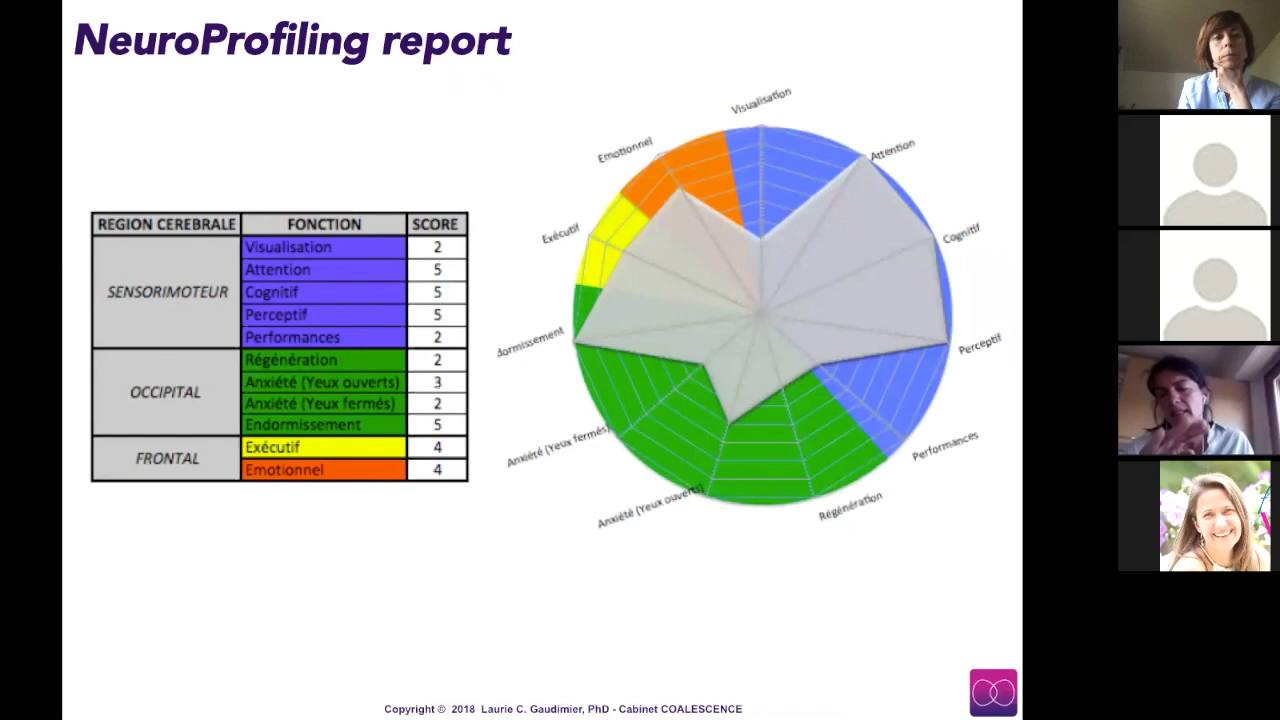 NeuroProfiling report
REGION CEREBRALE FONCTION SCORE
SENSORIMOTEUR
Visualisation 2
Attention 5
Cognitif 5
Perceptif 5
Performances 2
OCCIPITAL
Régénération 2
Anxiété (Yeux ouverts) 3
Anxiété (Yeux fermés) 2
Endormissement 5
FRONTAL
Exécutif 4
Emotionnel 4
Visualisation
Attention
Cognitif
Perceptif
Performances
Régénération
Anxiété (Yeux ouverts)
Anxiété (Yeux fermés)
dormissement
Exécutif
Emotionnel
Copyright © 2018 Laurie C. Gaudimier, PhD - Cabinet COALESCENCE